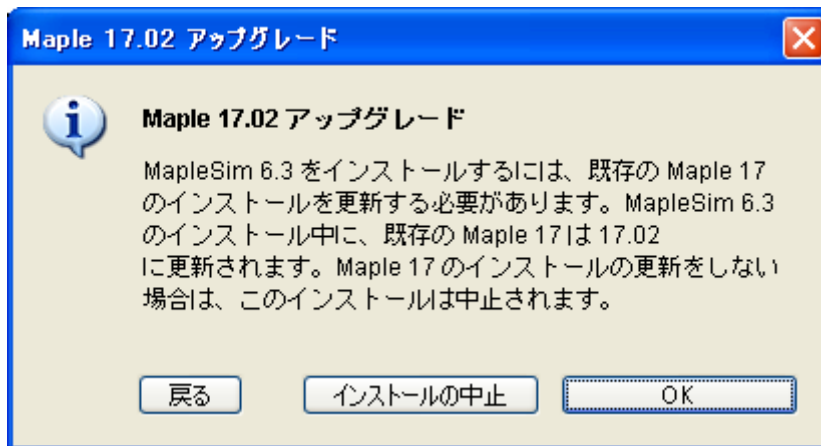 Maple 17.02 アップグレード
Maple 17.02 アップグレード
MapleSim 6.3 をインストールするには、既存の Maple 17
のインストールを更新する必要があります。MapleSim 6.3
のインストール中に、既存の Maple 17は 17.02
に更新されます。Maple 17 のインストールの更新をしない
場合は、このインストールは中止されます。
戻る インストールの中止 OK